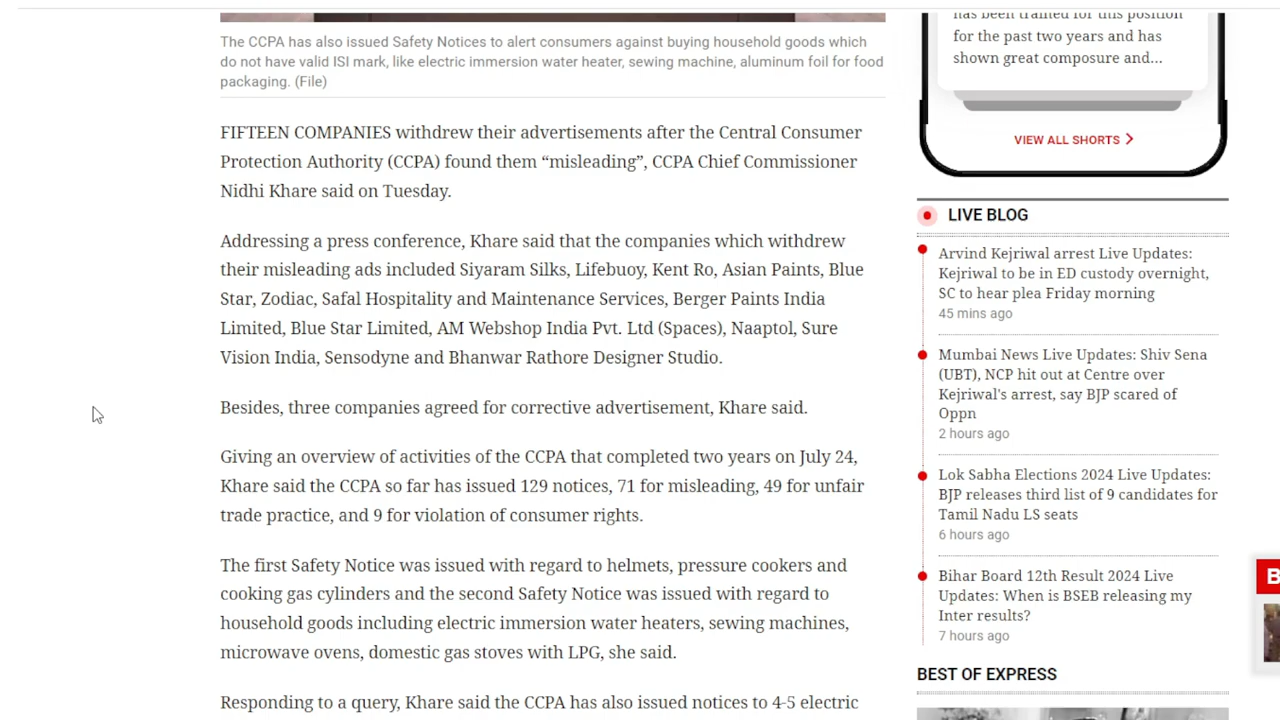 The CCPA has also issued Safety Notices to alert consumers against buying household goods which
do not have valid ISI mark, like electric immersion water heater, sewing machine, aluminum foil for food
packaging. (File)
FIFTEEN COMPANIES withdrew their advertisements after the Central Consumer
Protection Authority (CCPA) found them “misleading”, CCPA Chief Commissioner
Nidhi Khare said on Tuesday.
Addressing a press conference, Khare said that the companies which withdrew
their misleading ads included Siyaram Silks, Lifebuoy, Kent Ro, Asian Paints, Blue
Star, Zodiac, Safal Hospitality and Maintenance Services, Berger Paints India
Limited, Blue Star Limited, AM Webshop India Pvt. Ltd (Spaces), Naaptol, Sure
Vision India, Sensodyne and Bhanwar Rathore Designer Studio.
Besides, three companies agreed for corrective advertisement, Khare said.
Giving an overview of activities of the CCPA that completed two years on July 24,
Khare said the CCPA so far has issued 129 notices, 71 for misleading, 49 for unfair
trade practice, and 9 for violation of consumer rights.
The first Safety Notice was issued with regard to helmets, pressure cookers and
cooking gas cylinders and the second Safety Notice was issued with regard to
household goods including electric immersion water heaters, sewing machines,
microwave ovens, domestic gas stoves with LPG, she said.
Responding to a query, Khare said the CCPA has also issued notices to 4-5 electric
has been trained for this position
for the past two years and has
shown great composure and...
VIEW ALL SHORTS
LIVE BLOG
Arvind Kejriwal arrest Live Updates:
Kejriwal to be in ED custody overnight,
SC to hear plea Friday morning
45 mins ago
Mumbai News Live Updates: Shiv Sena
(UBT), NCP hit out at Centre over
Kejriwal's arrest, say BJP scared of
Oppn
2 hours ago
Lok Sabha Elections 2024 Live Updates:
BJP releases third list of 9 candidates for
Tamil Nadu LS seats
6 hours ago
Bihar Board 12th Result 2024 Live
Updates: When is BSEB releasing my
Inter results?
7 hours ago
BEST OF EXPRESS